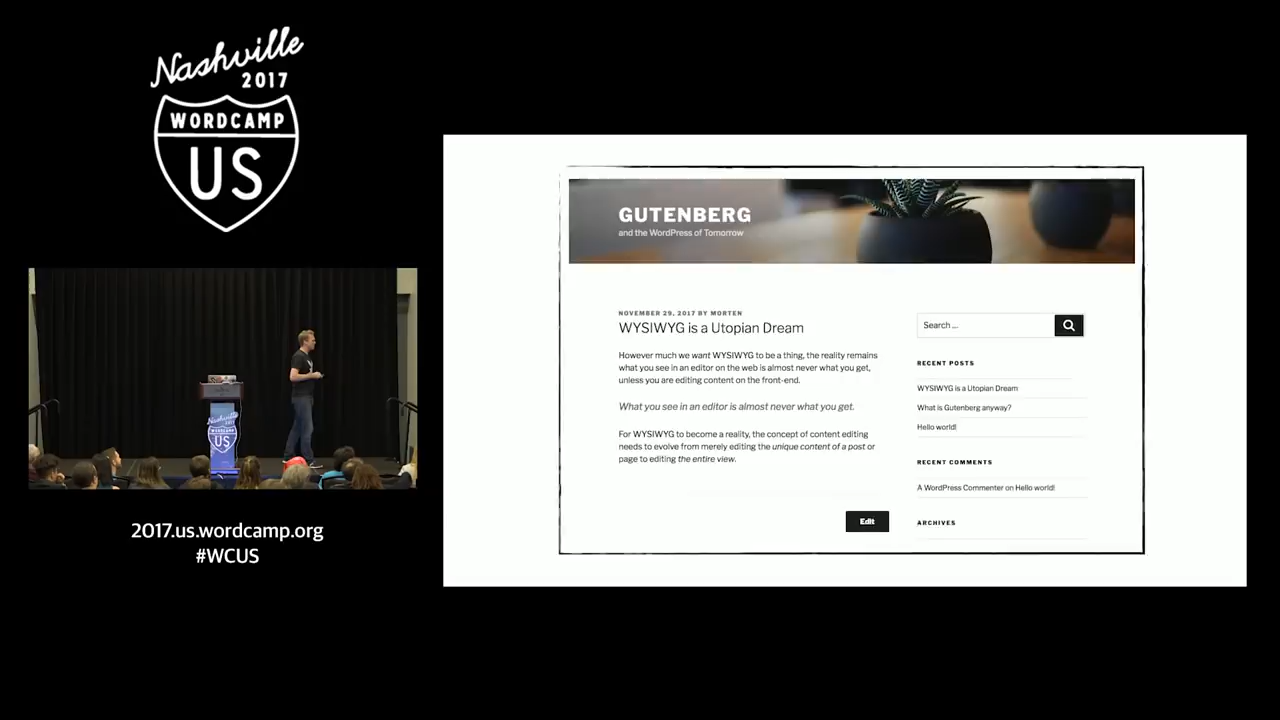 Nashville
2017
WORDCAMP
US
Nashville
2017
US
2017.us.wordcamp.org
#WCUS
GUTENBERG
and the WordPress of Tomorrow
NOVEMBER 29, 2017 BY MORTEN
WYSIWYG is a Utopian Dream
However much we want WYSIWYG to be a thing, the reality remains
what you see in an editor on the web is almost never what you get,
unless you are editing content on the front-end.
What you see in an editor is almost never what you get.
For WYSIWYG to become a reality, the concept of content editing
needs to evolve from merely editing the unique content of a post or
page to editing the entire view.
Edit
Search …
RECENT POSTS
WYSIWYG is a Utopian Dream
What is Gutenberg anyway?
Hello world!
RECENT COMMENTS
A WordPress Commenter on Hello world!
ARCHIVES